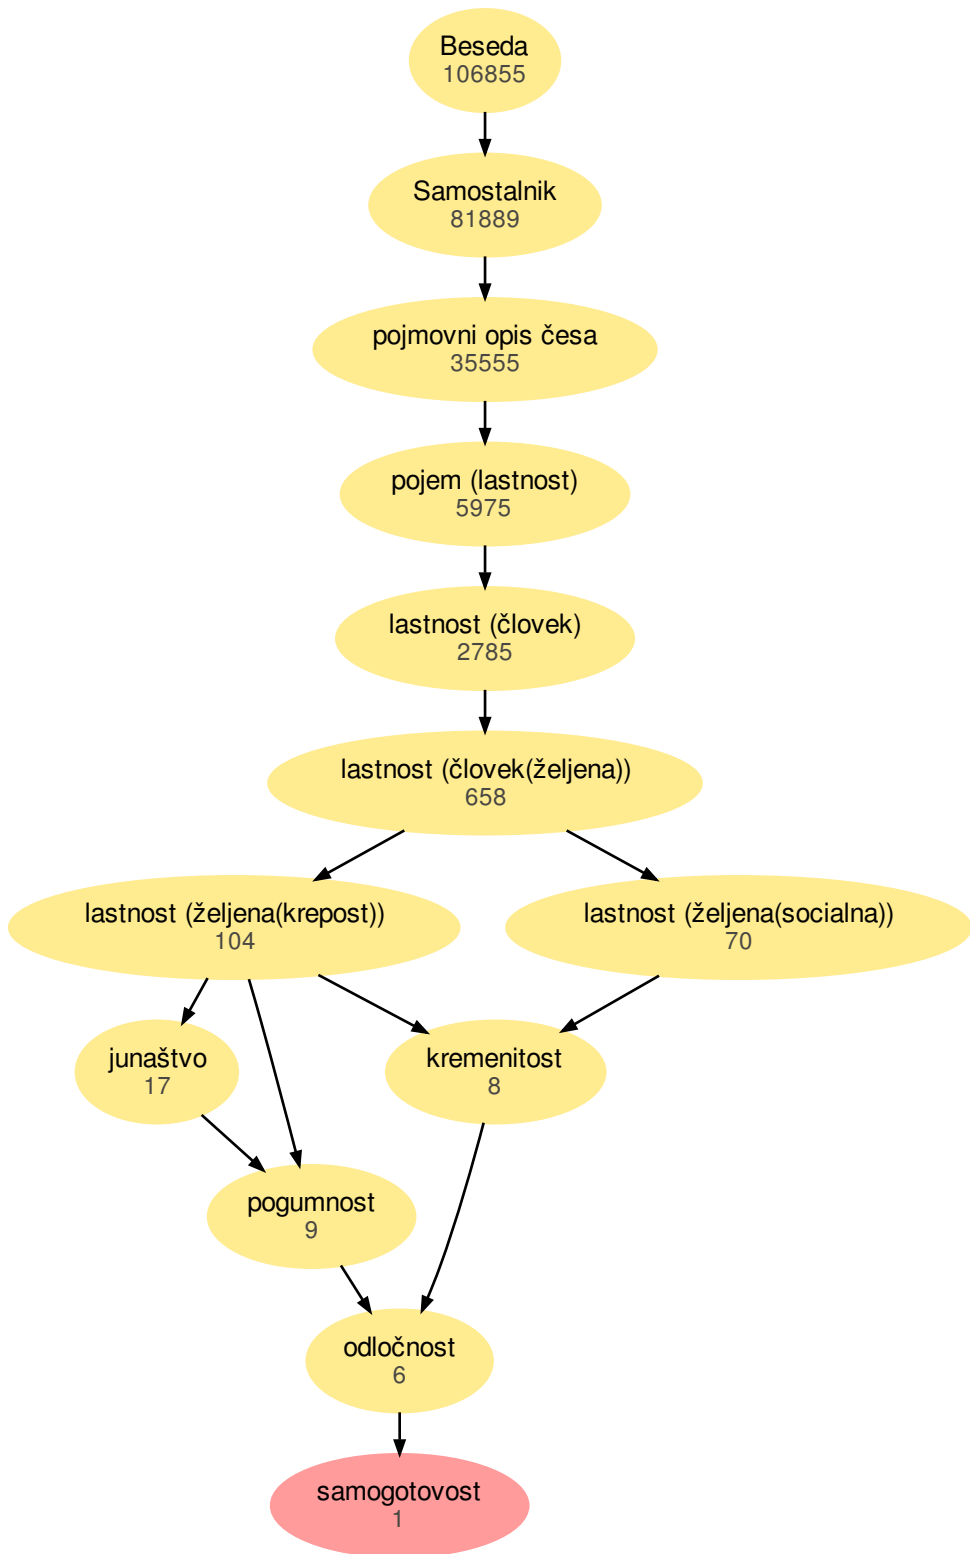 Beseda
106855
Samostalnik
81889
pojmovni opis česa
35555
pojem (lastnost)
5975
lastnost (človek)
2785
lastnost (človek(željena))
658
lastnost (željena(krepost))
104
lastnost (željena(socialna))
70
junaštvo
17
kremenitost
8
pogumnost
9
odločnost
6
samogotovost
1